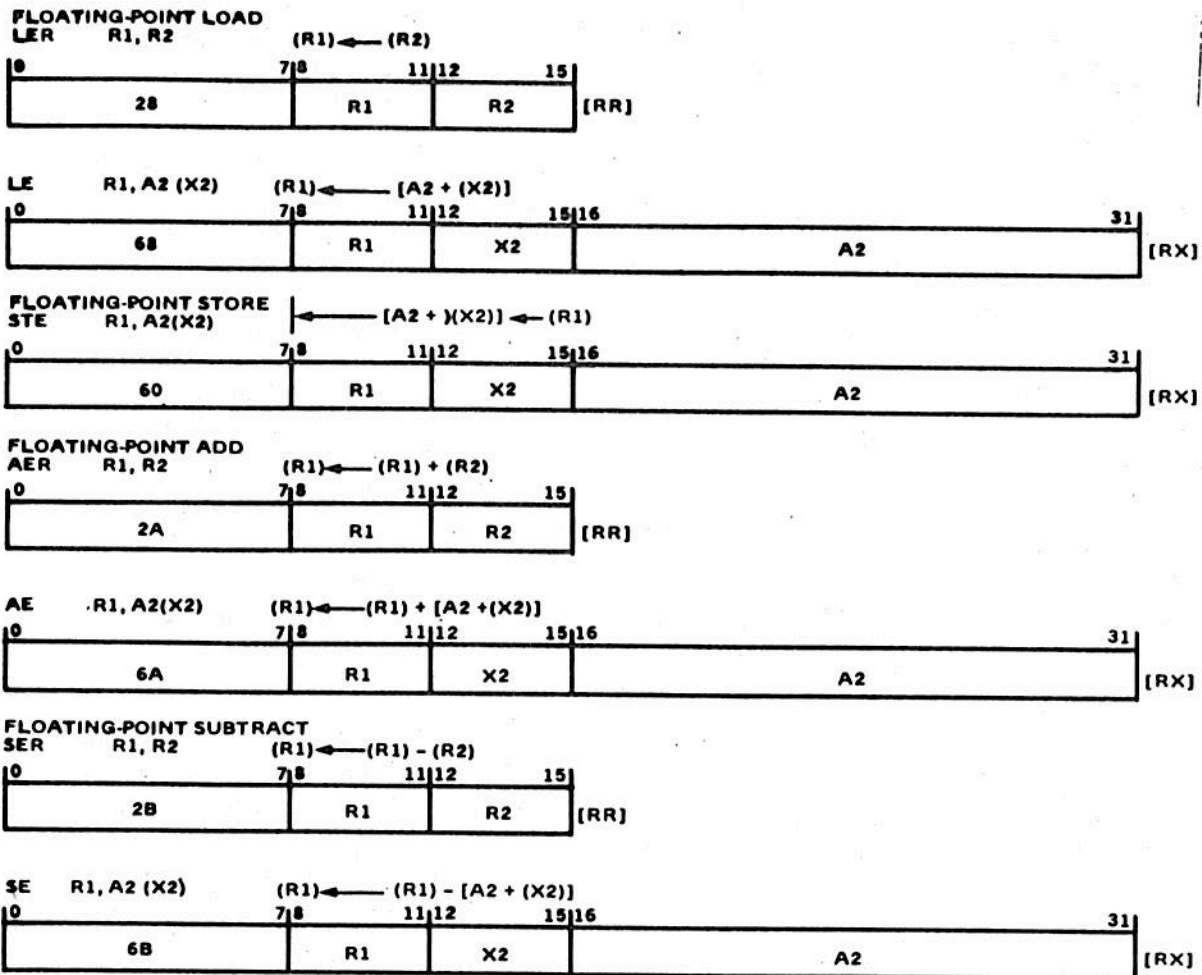 FLOATING-POINT LOAD
LER R1, R2 (R1) ← (R2)
0 7 8 11 12 15
28 R1 R2 [RR]
LE R1, A2 (X2) (R1) ← [A2 + (X2)]
0 7 8 11 12 15 16 31
68 R1 X2 A2 [RX]
FLOATING-POINT STORE
STE R1, A2(X2) ← [A2 + )(X2)] ← (R1)
0 7 8 11 12 15 16 31
60 R1 X2 A2 [RX]
FLOATING-POINT ADD
AER R1, R2 (R1) ← (R1) + (R2)
0 7 8 11 12 15
2A R1 R2 [RR]
AE R1, A2(X2) (R1) ← (R1) + [A2 +(X2)]
0 7 8 11 12 15 16 31
6A R1 X2 A2 [RX]
FLOATING-POINT SUBTRACT
SER R1, R2 (R1) ← (R1) - (R2)
0 7 8 11 12 15
2B R1 R2 [RR]
SE R1, A2 (X2) (R1) ← (R1) - [A2 + (X2)]
0 7 8 11 12 15 16 31
6B R1 X2 A2 [RX]